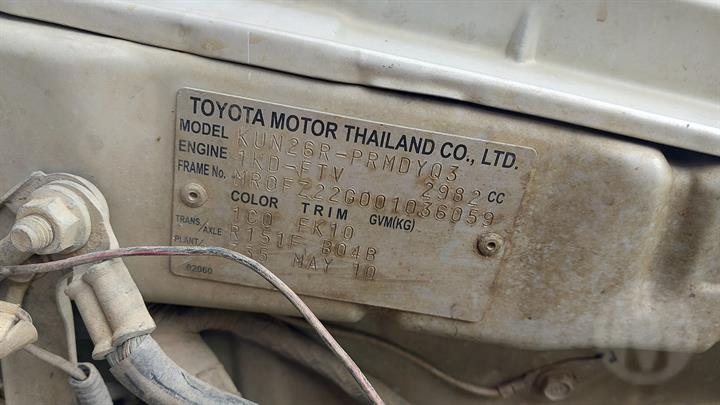 TOYOTA MOTOR THAILAND CO., LTD.
MODEL KUN26R-PRMDYQ3
ENGINE 1KD-FTV 2982 CC
FRAME No. MR0FZ22G001036059
COLOR TRIM GVM(KG)
1C0 FK10
TRANS/AXLE R151F B04B
PLANT/ MAY 10
02060